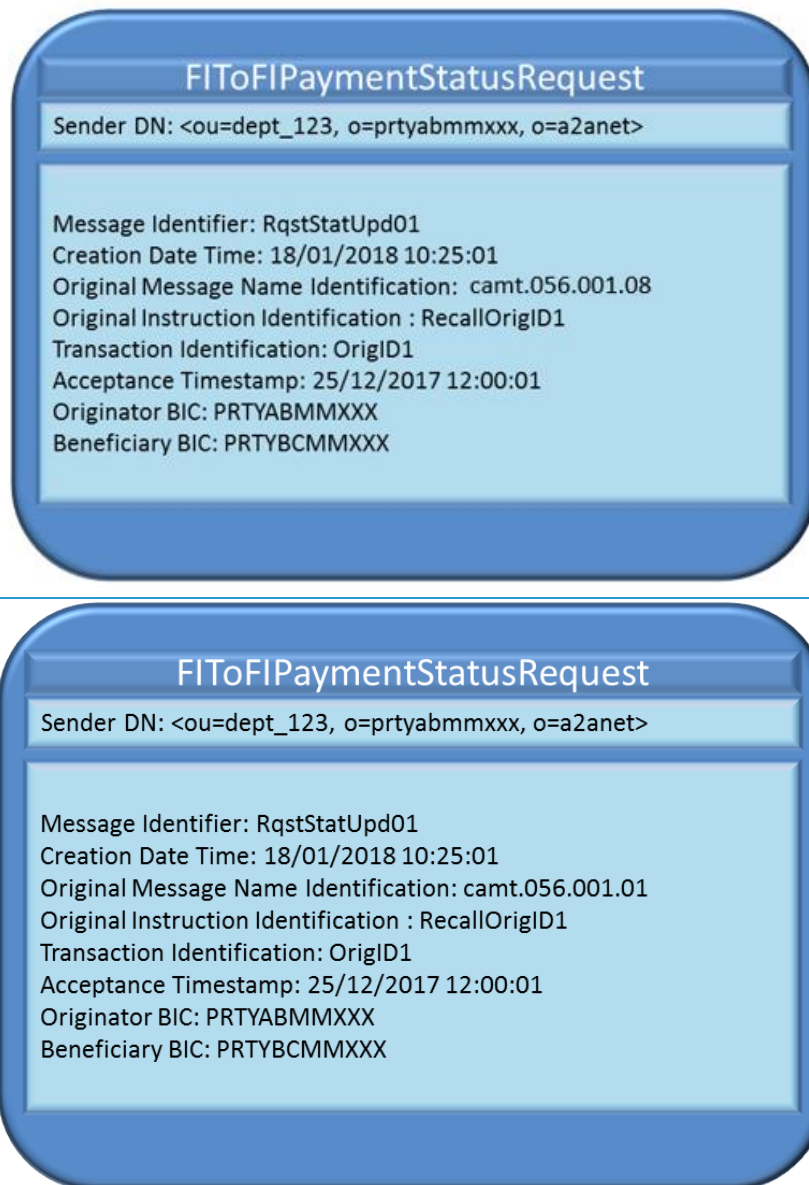 FIToFIPaymentStatusRequest
Sender DN: <ou=dept_123, o=prtyabmmxxx, o=a2anet>
Message Identifier: RqstStatUpd01
Creation Date Time: 18/01/2018 10:25:01
Original Message Name Identification: camt.056.001.08
Original Instruction Identification : RecallOrigID1
Transaction Identification: OrigID1
Acceptance Timestamp: 25/12/2017 12:00:01
Originator BIC: PRTYABMMXXX
Beneficiary BIC: PRTYBCMMXXX
FIToFIPaymentStatusRequest
Sender DN: <ou=dept_123, o=prtyabmmxxx, o=a2anet>
Message Identifier: RqstStatUpd01
Creation Date Time: 18/01/2018 10:25:01
Original Message Name Identification: camt.056.001.01
Original Instruction Identification : RecallOrigID1
Transaction Identification: OrigID1
Acceptance Timestamp: 25/12/2017 12:00:01
Originator BIC: PRTYABMMXXX
Beneficiary BIC: PRTYBCMMXXX